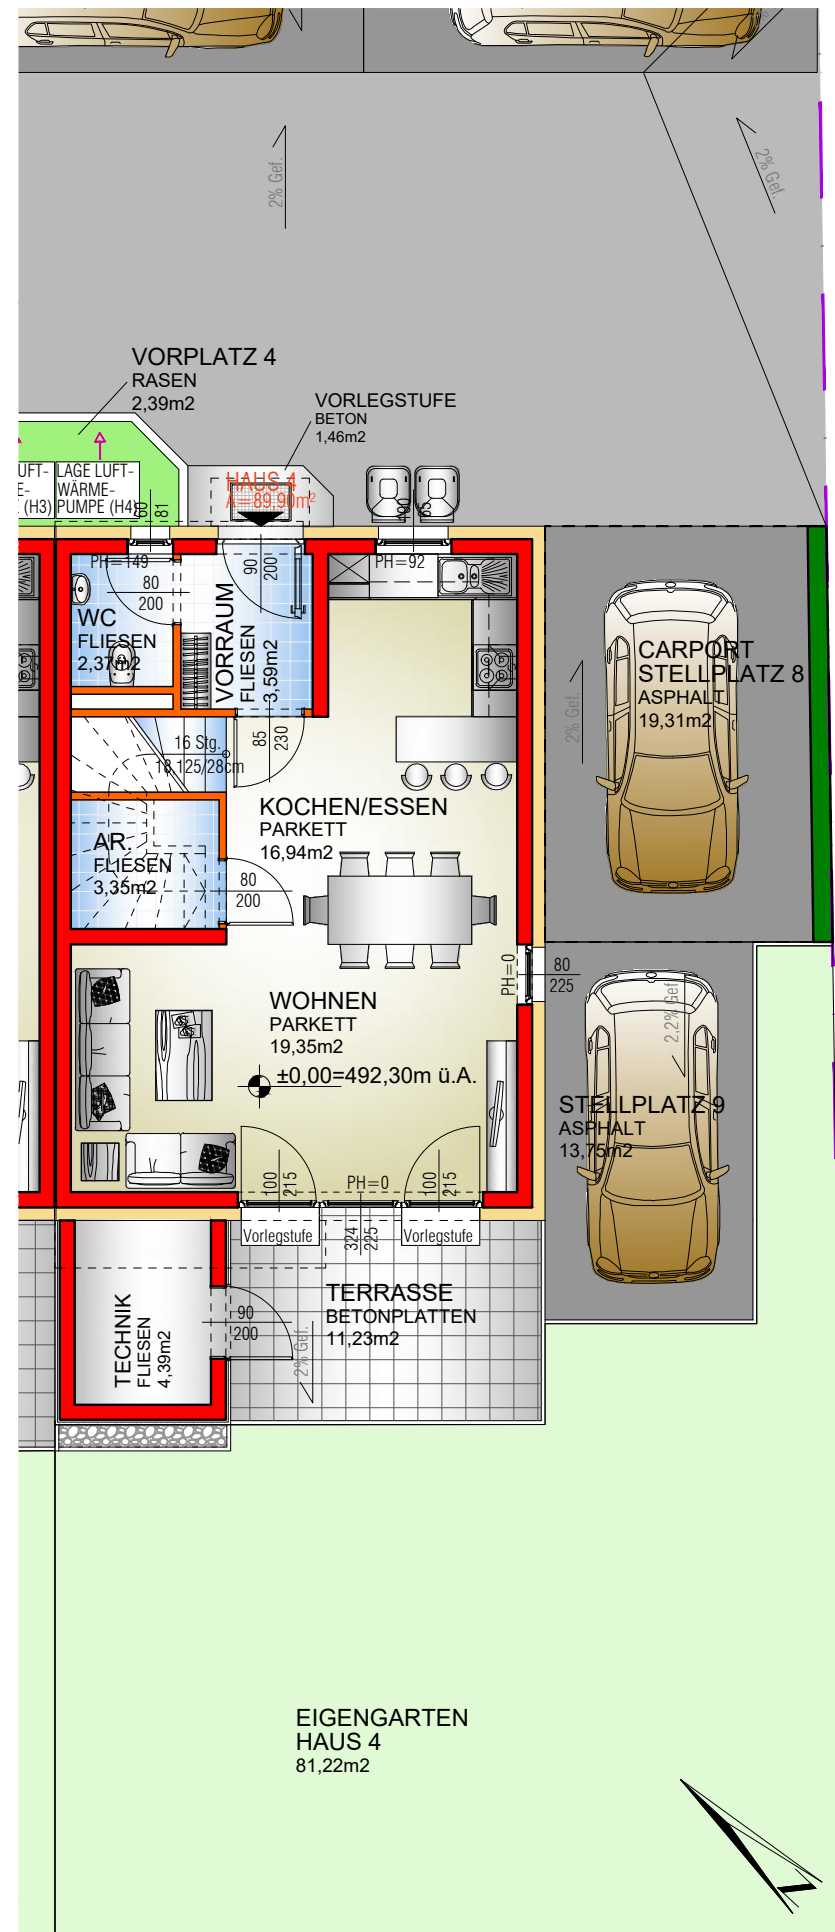 2% Gef.
2% Gef.
VORPLATZ 4
RASEN
2,39m2
VORLEGSTUFE
BETON
1,46m2
LUFT-
E-
(H3)
LAGE LUFT-
WÄRME-
PUMPE (H4)
60
81
HAUS 4
A=89,90m²
PH=149
80
200
90
200
PH=92
WC
FLIESEN
2,37m2
VORRAUM
FLIESEN
3,59m2
CARPORT
STELLPLATZ 8
ASPHALT
19,31m2
2% Gef.
16 Stg.
18,125/28cm
85
230
KOCHEN/ESSEN
PARKETT
16,94m2
AR.
FLIESEN
3,35m2
80
200
PH=0
80
225
WOHNEN
PARKETT
19,35m2
±0,00=492,30m ü.A.
2,2% Gef.
STELLPLATZ 9
ASPHALT
13,75m2
100
215
PH=0
100
215
Vorlegstufe
324
225
Vorlegstufe
TECHNIK
FLIESEN
4,39m2
90
200
TERRASSE
BETONPLATTEN
11,23m2
2% Gef.
EIGENGARTEN
HAUS 4
81,22m2